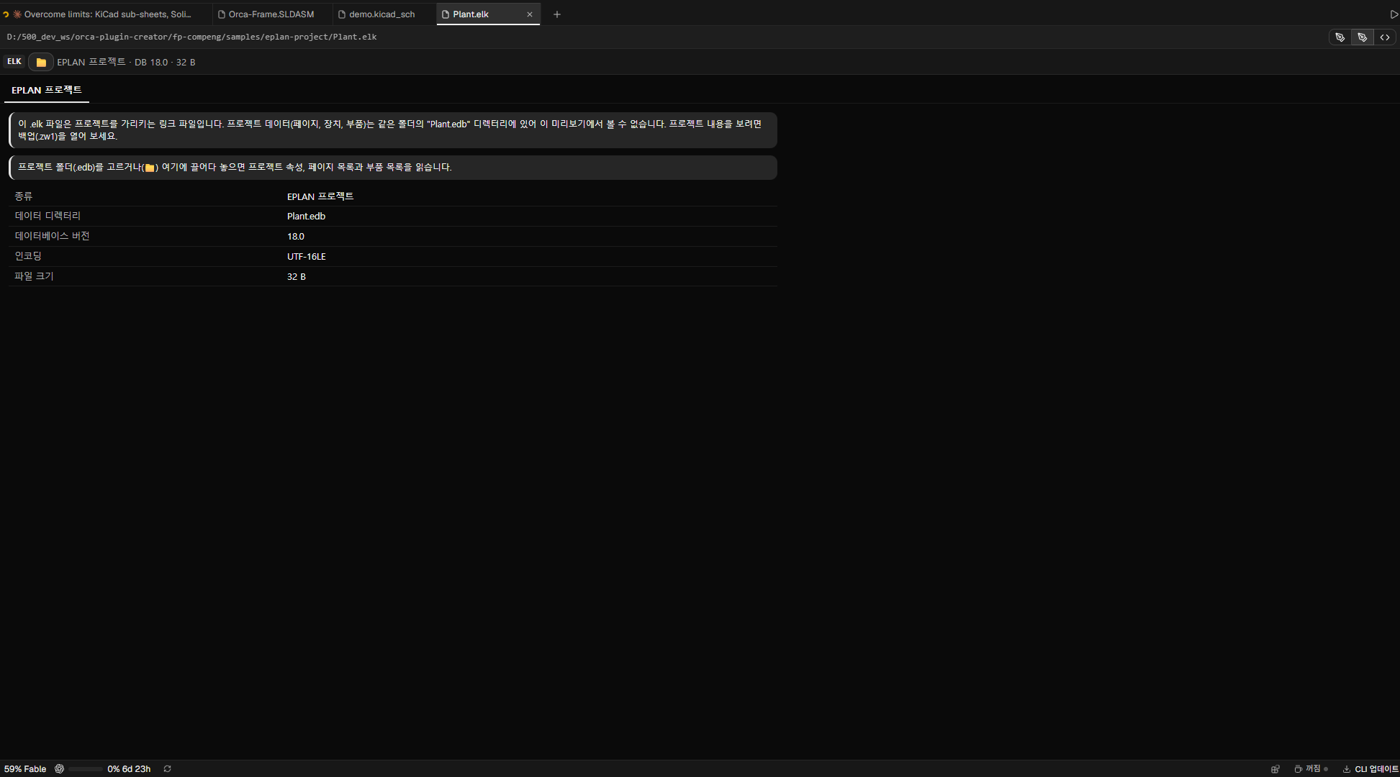 Overcome limits: KiCad sub-sheets, Soli...
Orca-Frame.SLDASM
demo.kicad_sch
Plant.elk
D:/500_dev_ws/orca-plugin-creator/fp-compeng/samples/eplan-project/Plant.elk
ELK
EPLAN 프로젝트 · DB 18.0 · 32 B
EPLAN 프로젝트
이 .elk 파일은 프로젝트를 가리키는 링크 파일입니다. 프로젝트 데이터(페이지, 장치, 부품)는 같은 폴더의 "Plant.edb" 디렉터리에 있어 이 미리보기에서 볼 수 없습니다. 프로젝트 내용을 보려면
백업(.zw1)을 열어 보세요.
프로젝트 폴더(.edb)를 고르거나(📁) 여기에 끌어다 놓으면 프로젝트 속성, 페이지 목록과 부품 목록을 읽습니다.
종류 EPLAN 프로젝트
데이터 디렉터리 Plant.edb
데이터베이스 버전 18.0
인코딩 UTF-16LE
파일 크기 32 B
59% Fable 0% 6d 23h
꺼짐
CLI 업데이트